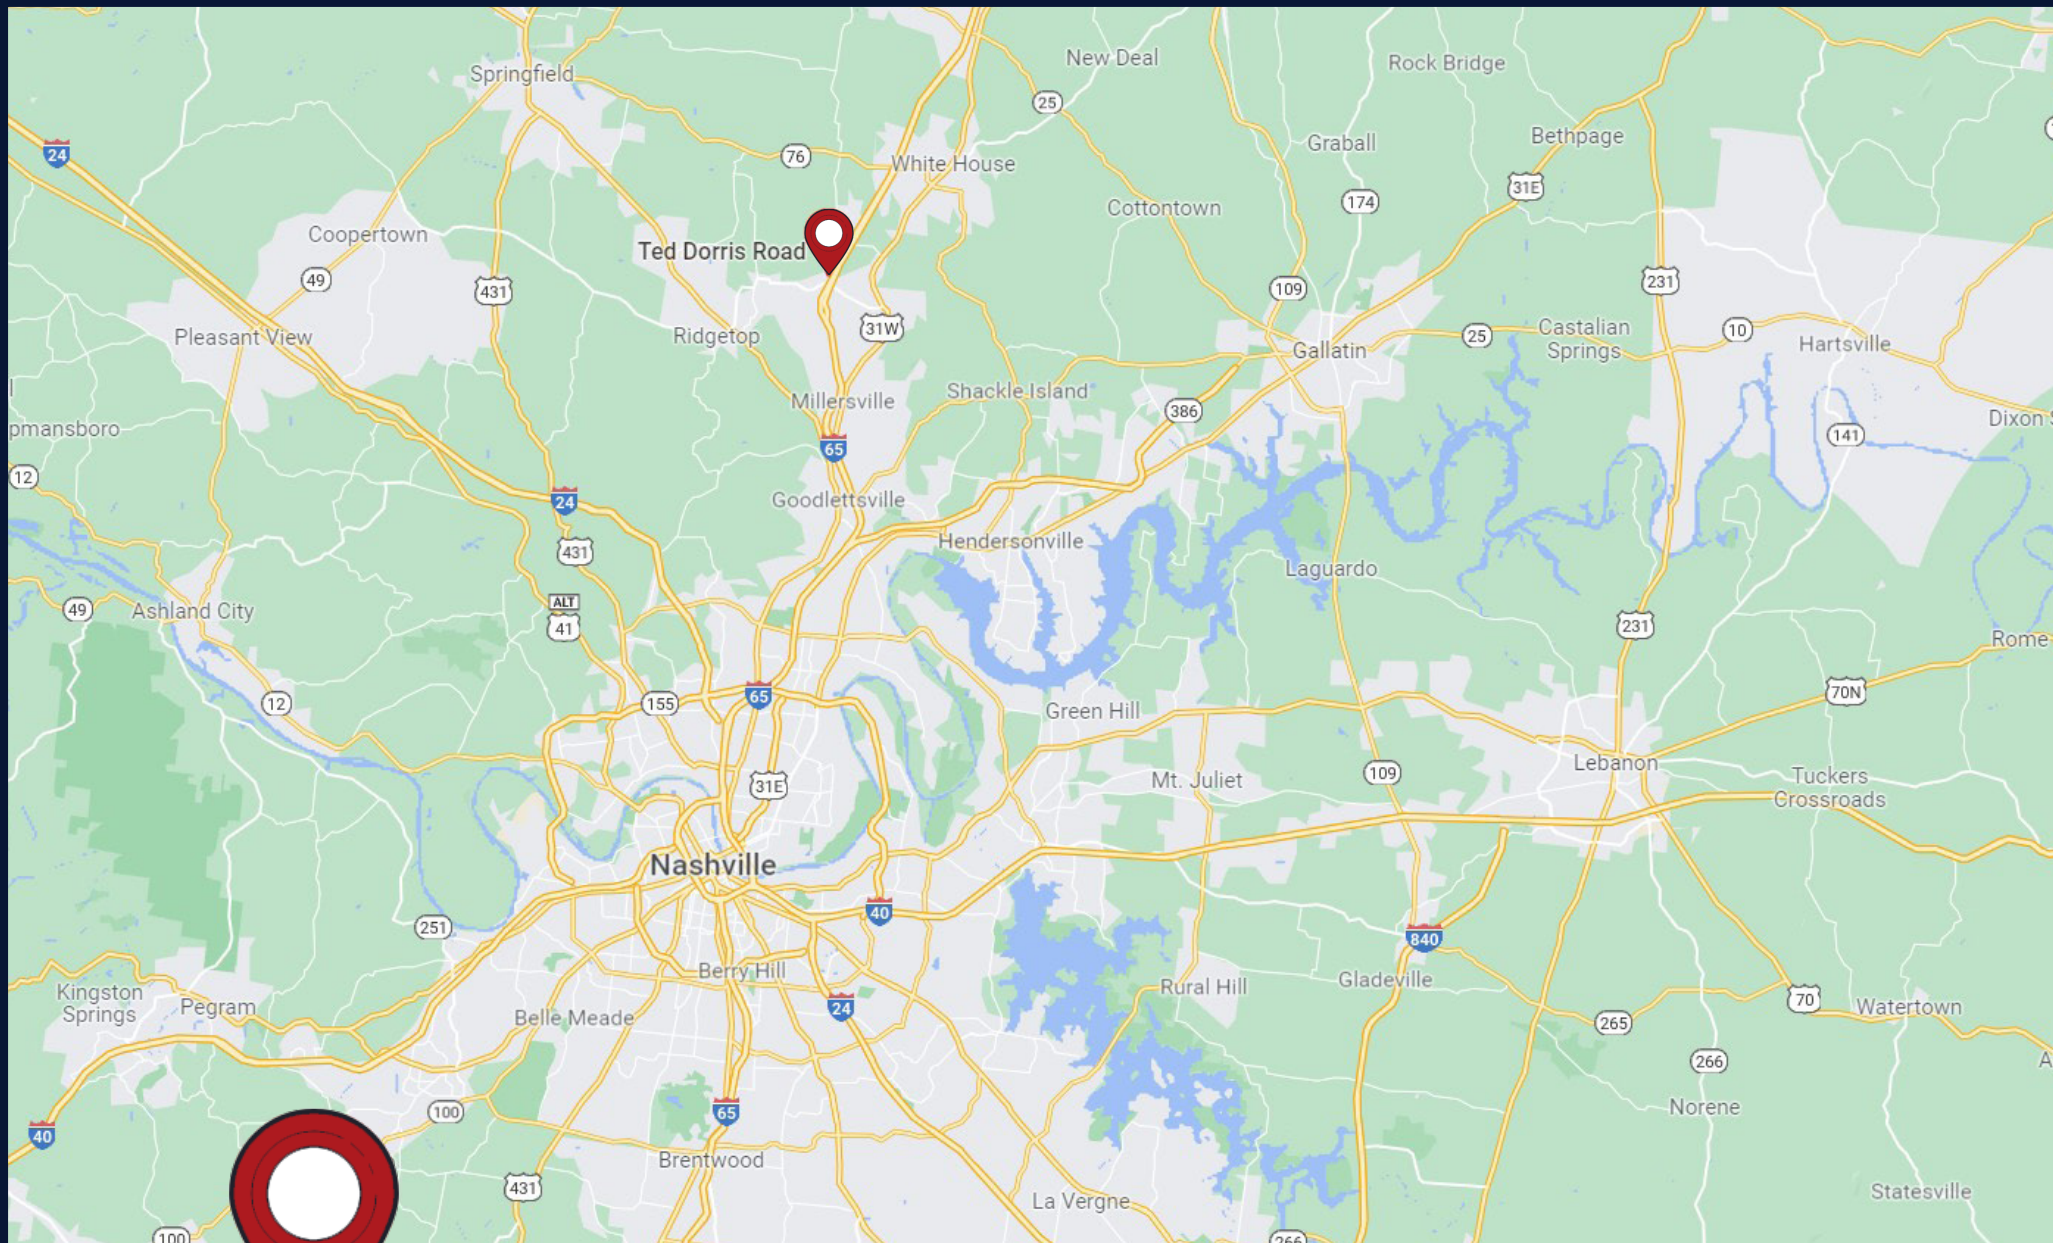 New Deal
Rock Bridge
Springfield
25
24
Graball
Bethpage
76
White House
31E
174
Cottontown
Coopertown
Ted Dorris Road
49
431
109
231
31W
10
Pleasant View
Ridgetop
25
Castalian
Springs
Hartsville
Gallatin
Shackle Island
Millersville
386
Dixon
pmansboro
141
65
12
24
Goodlettsville
Hendersonville
431
Laguardo
ALT
41
49
Ashland City
231
Rome
65
70N
12
155
Green Hill
Lebanon
109
Mt. Juliet
Tuckers
Crossroads
31E
Nashville
40
251
840
Berry Hill
Gladeville
Rural Hill
Kingston
Springs
Pegram
24
70
Watertown
Belle Meade
265
266
A
100
65
Norene
40
Brentwood
431
La Vergne
Statesville
100
266